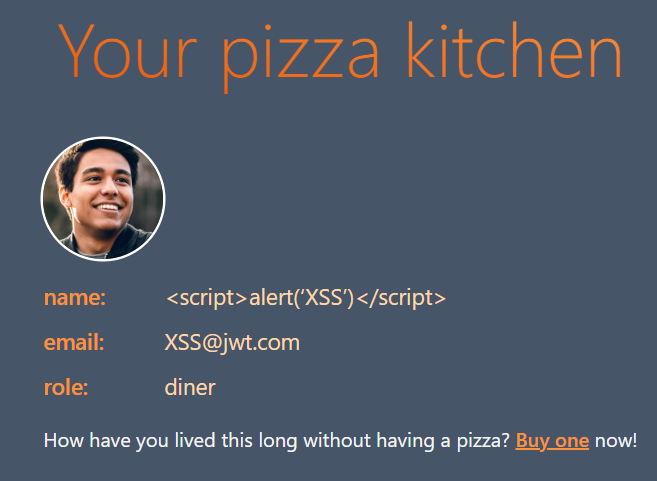 Your pizza kitchen
name: <script>alert(‘XSS’)</script>
email: XSS@jwt.com
role: diner
How have you lived this long without having a pizza? Buy one now!